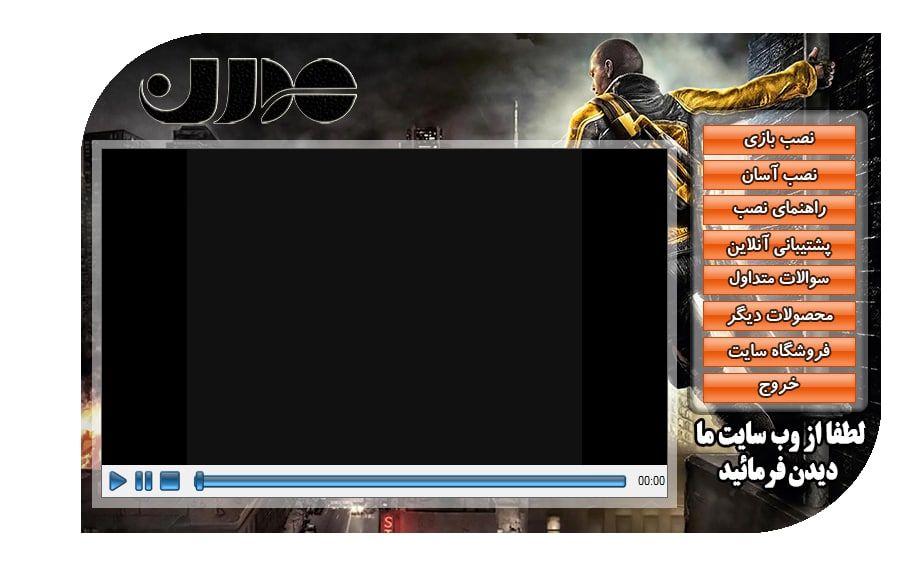 مدرن
نصب بازی
نصب آسان
راهنمای نصب
پشتیبانی آنلاین
سوالات متداول
محصولات دیگر
فروشگاه سایت
خروج
لطفا از وب سایت ما
دیدن فرمائید
00:00